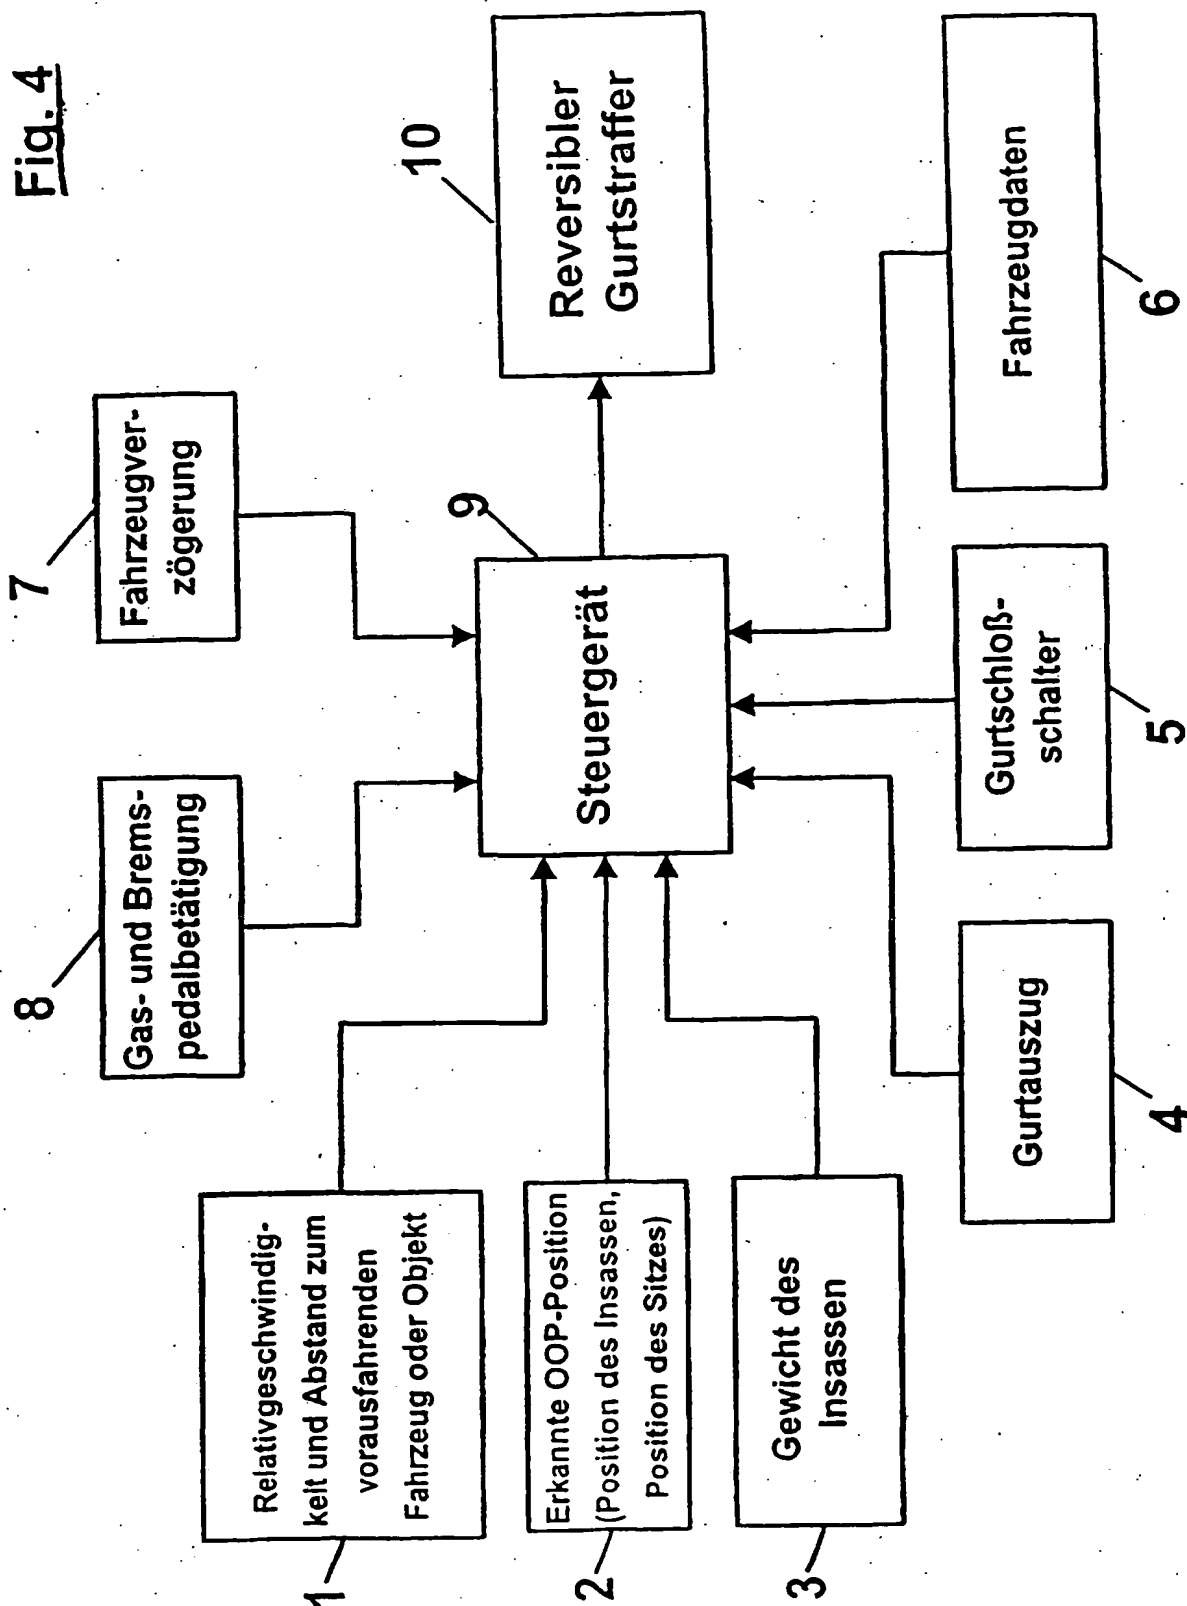 Fig. 4
7
8
Fahrzeugver-
zögerung
Gas- und Brems-
pedalbetätigung
1
Relativgeschwindig-
kelt und Abstand zum
vorausfahrenden
Fahrzeug oder Objekt
2
Erkannte OOP-Position
(Position des Insassen,
Position des Sitzes)
3
Gewicht des
Insassen
9
Steuergerät
10
Reversibler
Gurtstraffer
Gurtauszug
4
Gurtschloß-
schalter
5
Fahrzeugdaten
6